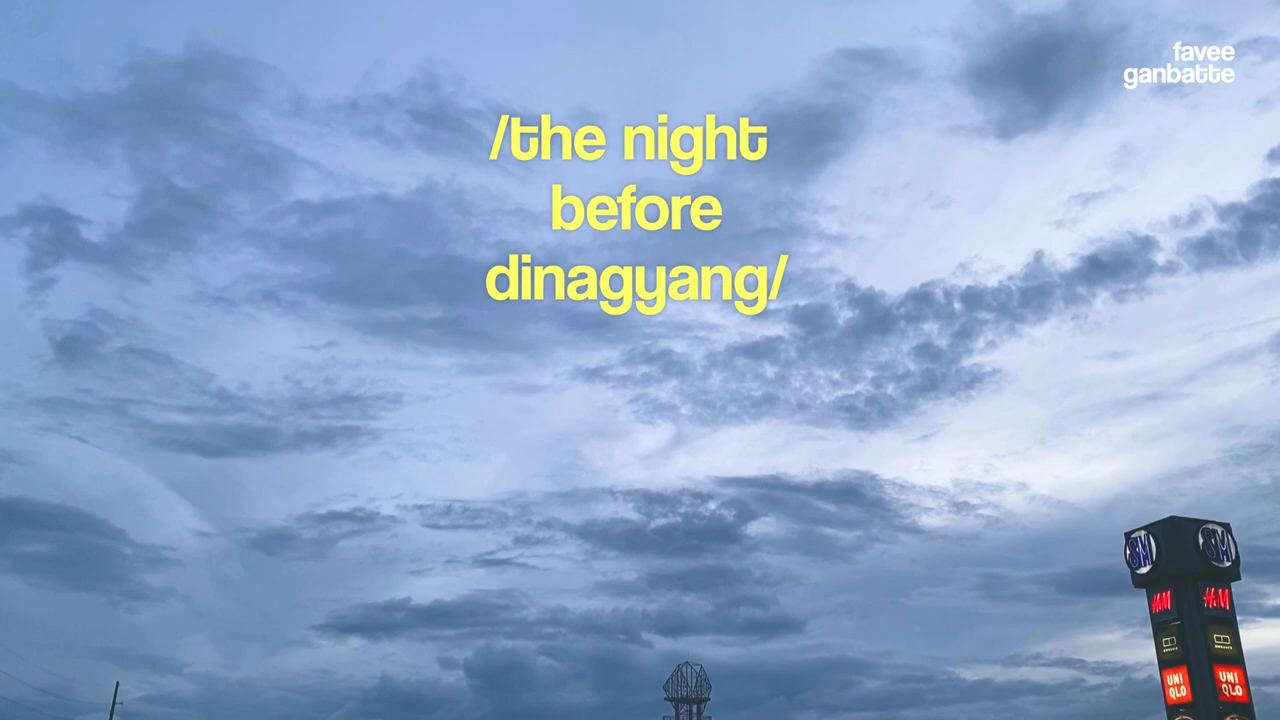 favee
ganbatte
/the night
before
dinagyang/
SM
SM
H&M
H&M
UNI
QLO
UNI
QLO